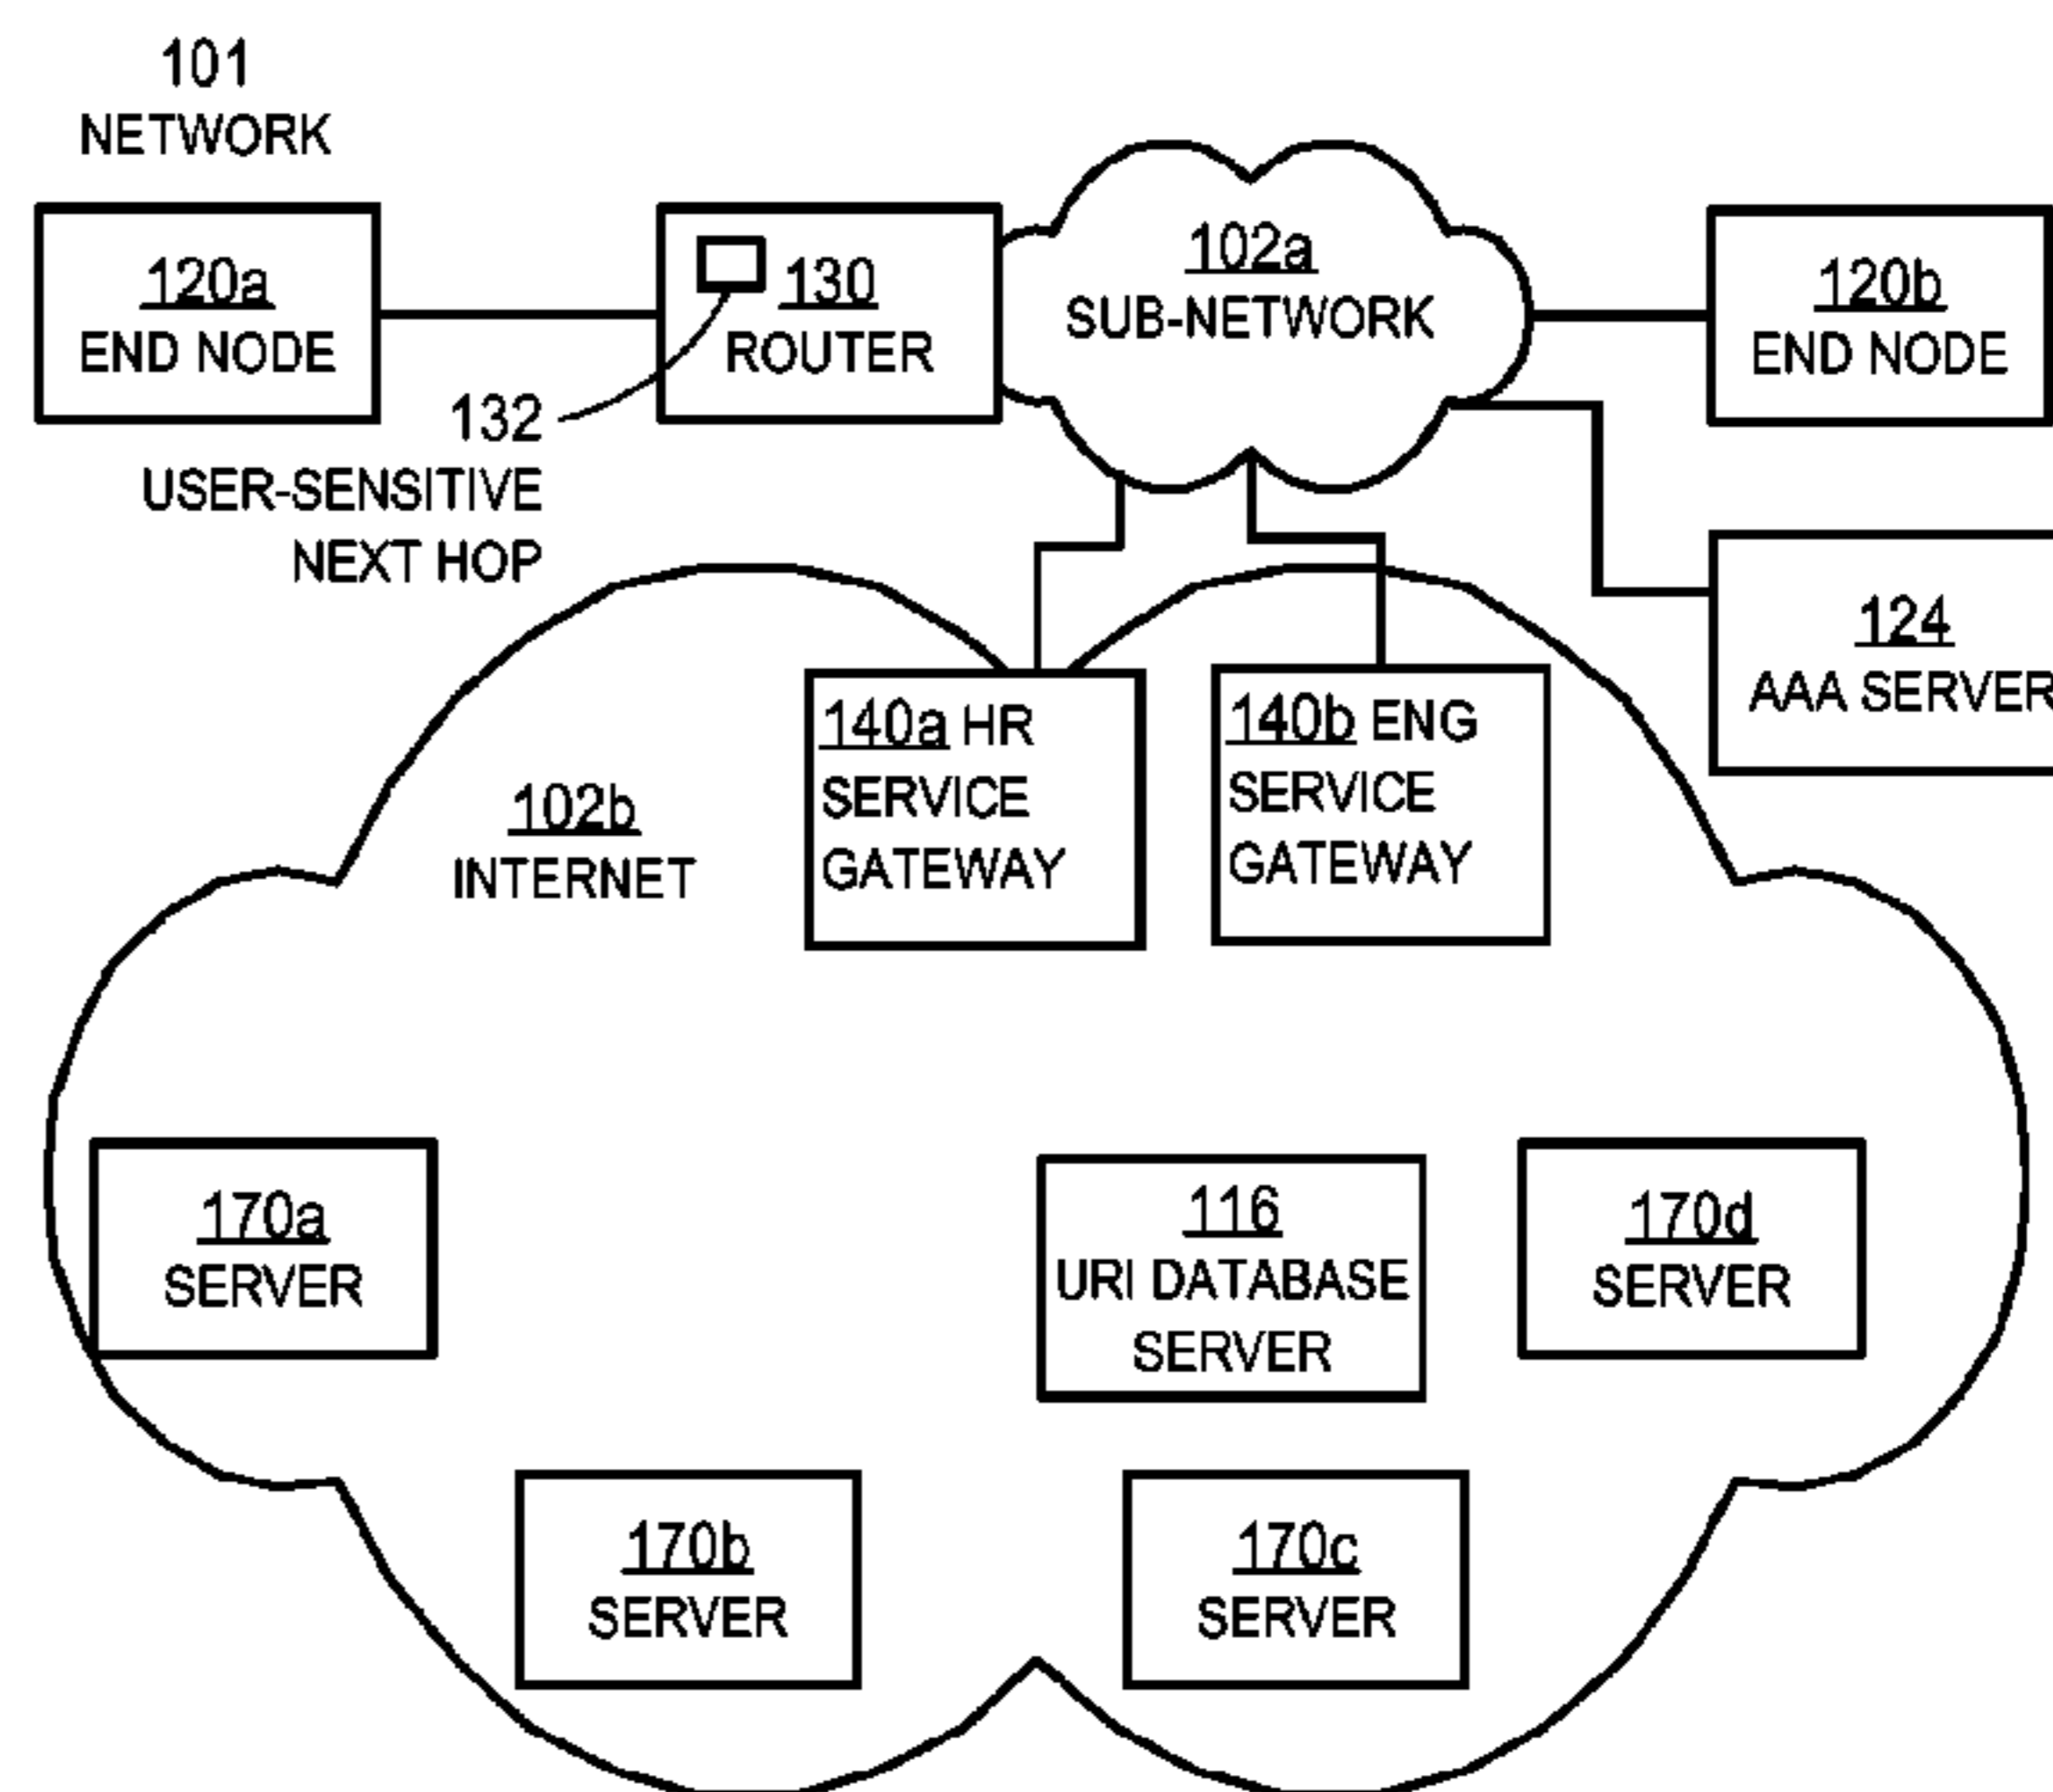 101
NETWORK
120a
END NODE
130
ROUTER
102a
SUB-NETWORK
120b
END NODE
132
USER-SENSITIVE
NEXT HOP
124
AAA SERVER
140a HR
SERVICE
GATEWAY
140b ENG
SERVICE
GATEWAY
102b
INTERNET
170a
SERVER
116
URI DATABASE
SERVER
170d
SERVER
170b
SERVER
170c
SERVER